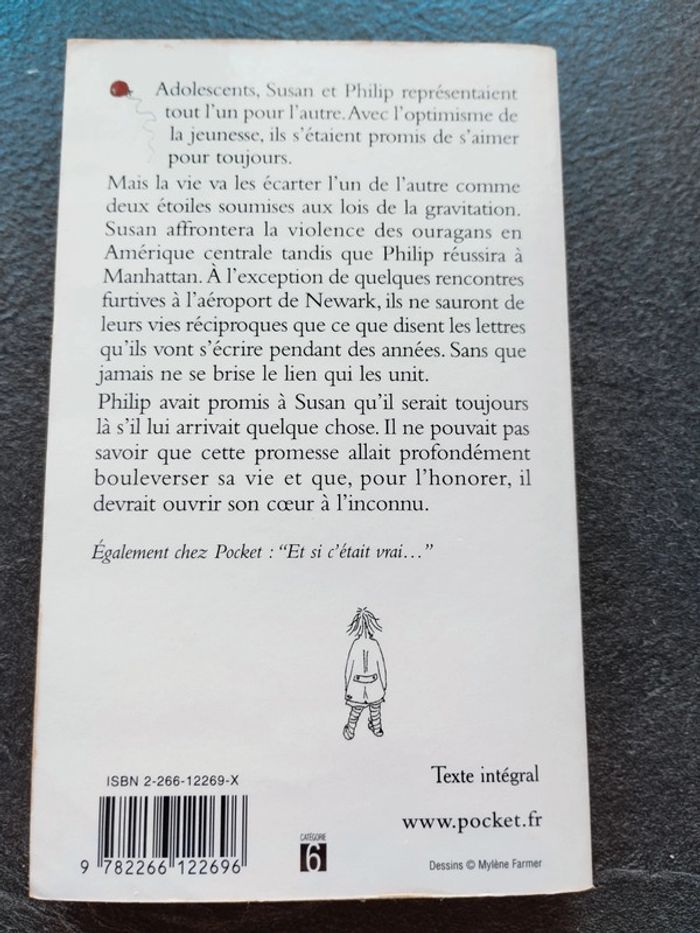 Adolescents, Susan et Philip représentaient
tout l'un pour l'autre. Avec l'optimisme de
la jeunesse, ils s'étaient promis de s'aimer
pour toujours.
Mais la vie va les écarter l'un de l'autre comme
deux étoiles soumises aux lois de la gravitation.
Susan affrontera la violence des ouragans en
Amérique centrale tandis que Philip réussira à
Manhattan. À l'exception de quelques rencontres
furtives à l'aéroport de Newark, ils ne sauront de
leurs vies réciproques que ce que disent les lettres
qu'ils vont s'écrire pendant des années. Sans que
jamais ne se brise le lien qui les unit.
Philip avait promis à Susan qu'il serait toujours
là s'il lui arrivait quelque chose. Il ne pouvait pas
savoir que cette promesse allait profondément
bouleverser sa vie et que, pour l'honorer, il
devrait ouvrir son cœur à l'inconnu.
Également chez Pocket : “Et si c'était vrai…”
ISBN 2-266-12269-X
9 782266 122696
CATÉGORIE
6
Texte intégral
www.pocket.fr
Dessins © Mylène Farmer